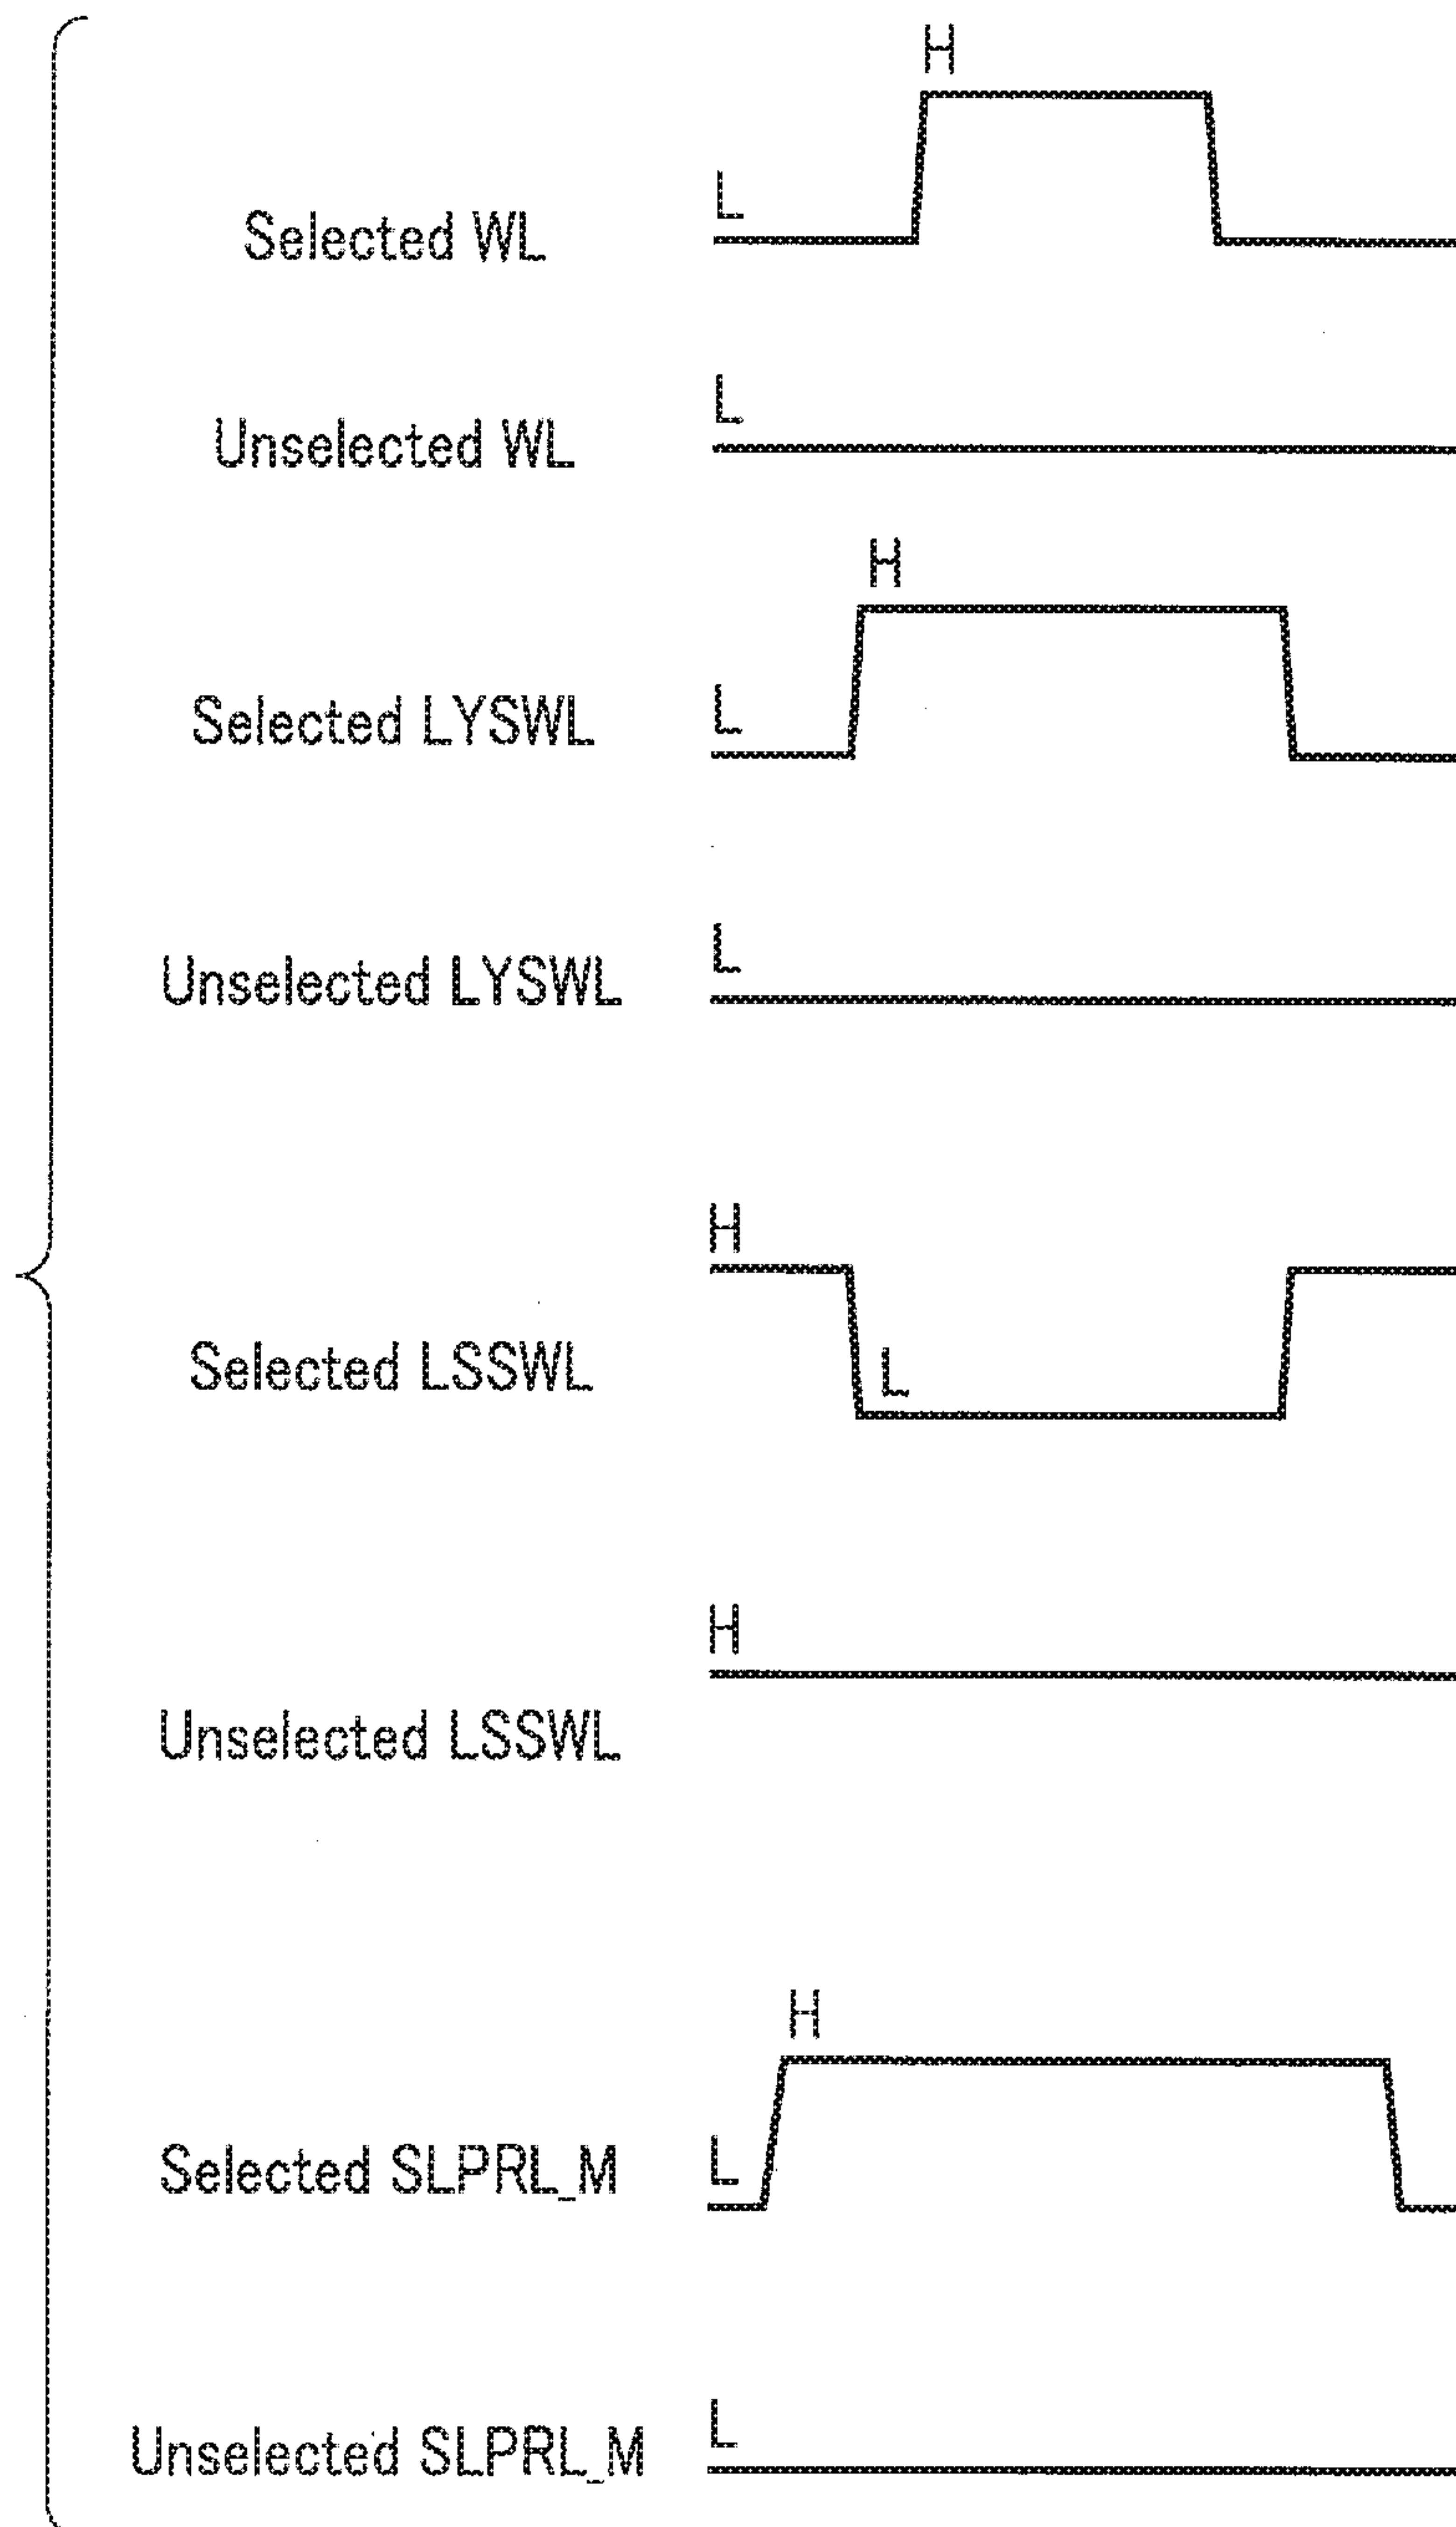 H
L
Selected WL
L
Unselected WL
H
L
Selected LYSWL
L
Unselected LYSWL
H
L
Selected LSSWL
H
Unselected LSSWL
H
L
Selected SLPRL_M
L
Unselected SLPRL_M